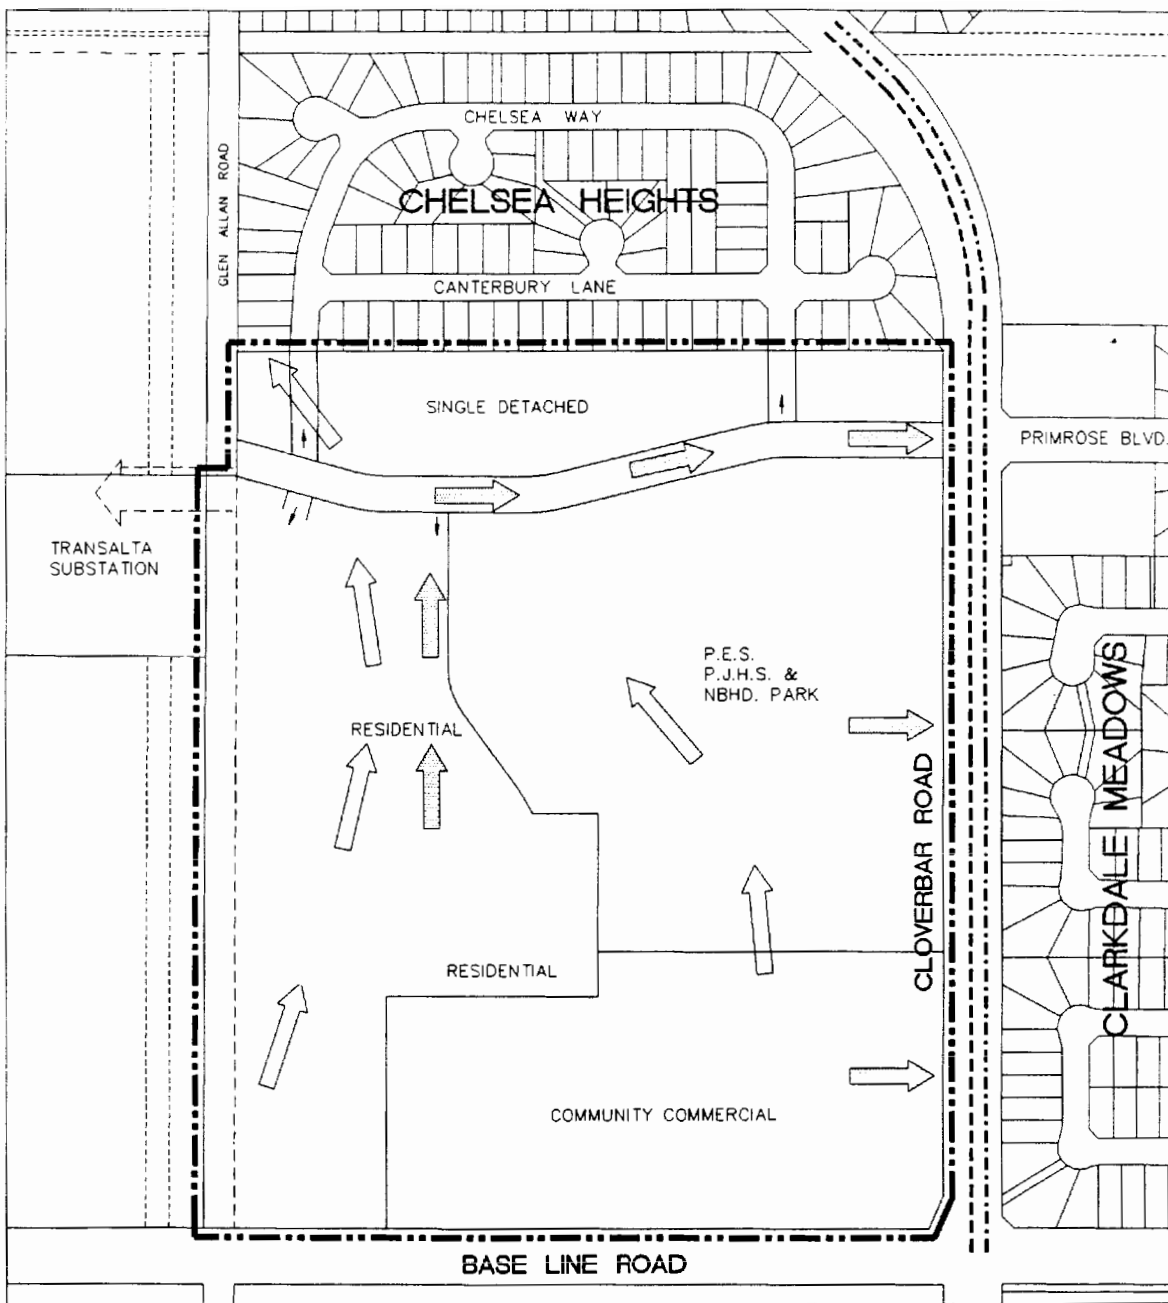 CHELSEA WAY
GLEN ALLAN ROAD
CHELSEA HEIGHTS
CANTERBURY LANE
SINGLE DETACHED
PRIMROSE BLVD.
TRANSALTA
SUBSTATION
P.E.S.
P.J.H.S. &
NBHD. PARK
RESIDENTIAL
CLOVERBAR ROAD
CLARKDALE MEADOWS
RESIDENTIAL
COMMUNITY COMMERCIAL
BASE LINE ROAD